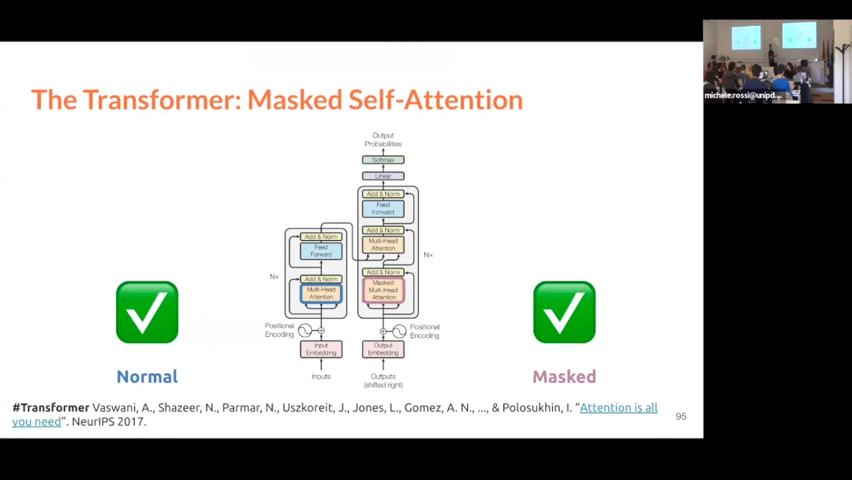 The Transformer: Masked Self-Attention
michele.rossi@unipd....
Output
Probabilities
Softmax
Linear
Add & Norm
Feed
Forward
Add & Norm
Multi-Head
Attention
Nx
Add & Norm
Masked
Multi-Head
Attention
Add & Norm
Feed
Forward
Nx
Add & Norm
Multi-Head
Attention
Positional
Encoding
Positional
Encoding
Input
Embedding
Output
Embedding
Inputs
Outputs
(shifted right)
Normal
Masked
#Transformer Vaswani, A., Shazeer, N., Parmar, N., Uszkoreit, J., Jones, L., Gomez, A. N., ..., & Polosukhin, I. “Attention is all
you need”. NeurIPS 2017.
95